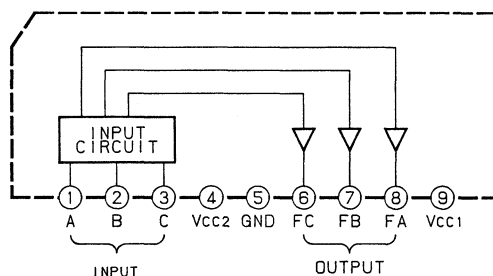 INPUT
CIRCUIT
1 2 3 4 5 6 7 8 9
A B C VCC2 GND FC FB FA VCC1
INPUT OUTPUT